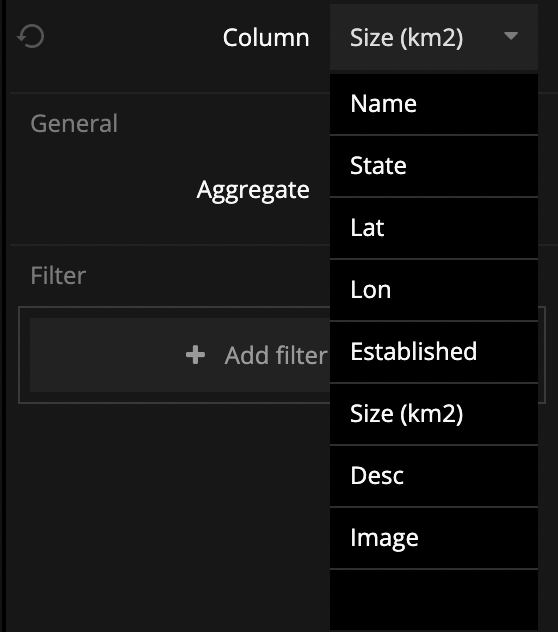 Column Size (km2)
Name
General
State
Aggregate
Lat
Filter
Lon
Add filter
Established
Size (km2)
Desc
Image